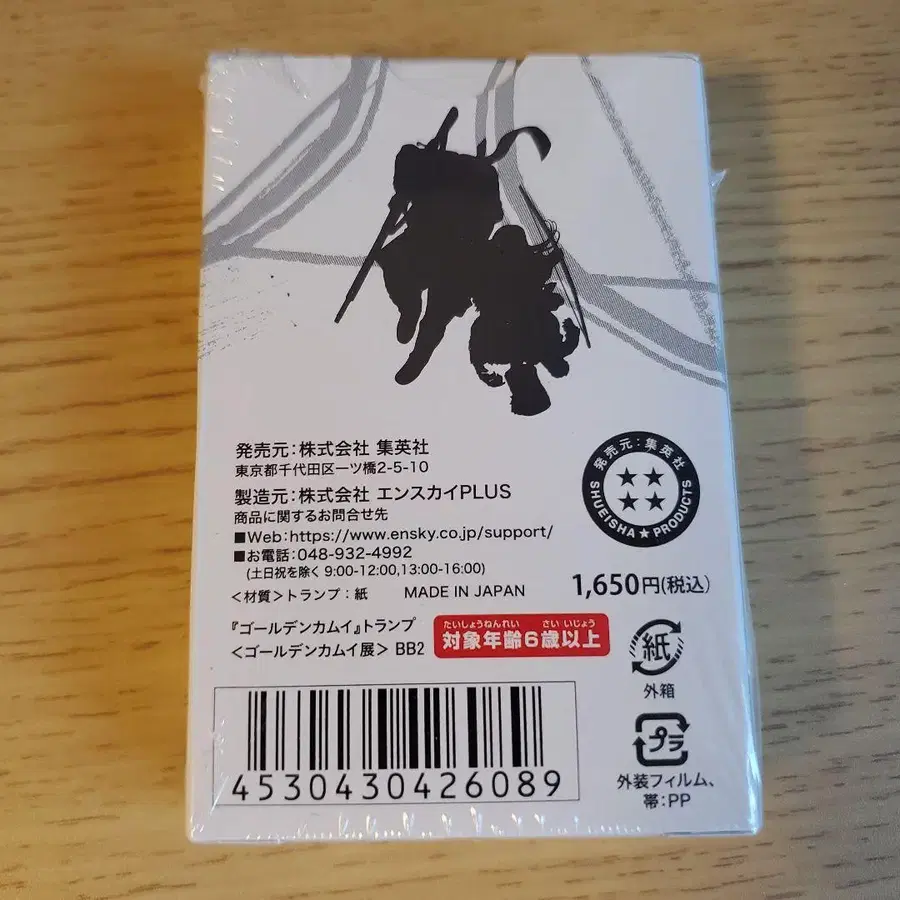 発売元：株式会社 集英社
東京都千代田区一ツ橋2-5-10
製造元：株式会社 エンスカイPLUS
商品に関するお問合せ先
■Web：https://www.ensky.co.jp/support/
■お電話：048-932-4992
(土日祝を除く 9:00-12:00,13:00-16:00)
<材質>トランプ：紙 MADE IN JAPAN
発売元：集英社
SHUEISHA★PRODUCTS
1,650円(税込)
『ゴールデンカムイ』トランプ
<ゴールデンカムイ展> BB2
たいしょうねんれい さい いじょう
対象年齢6歳以上
紙
外箱
プラ
外装フィルム、
帯：PP
4530430426089